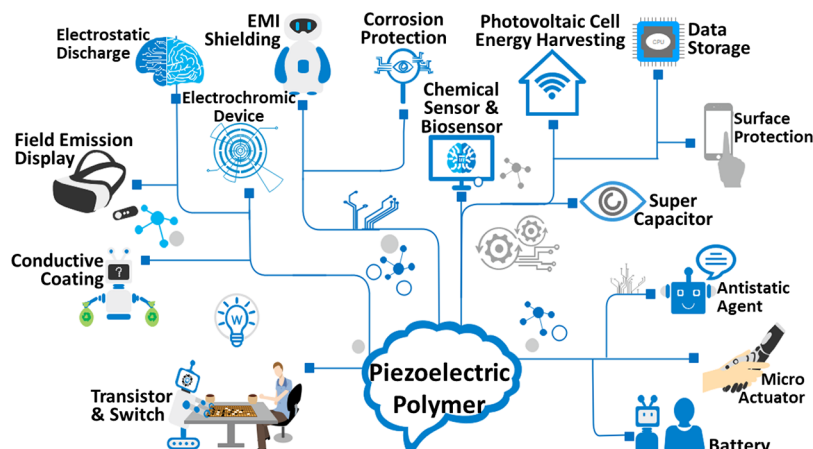 Electrostatic
Discharge
EMI
Shielding
Corrosion
Protection
Photovoltaic Cell
Energy Harvesting
CPU
Data
Storage
Electrochromic
Device
Chemical
Sensor &
Biosensor
Surface
Protection
Field Emission
Display
Super
Capacitor
Conductive
Coating
?
Antistatic
Agent
W
Piezoelectric
Polymer
Micro
Actuator
Transistor
& Switch
Battery